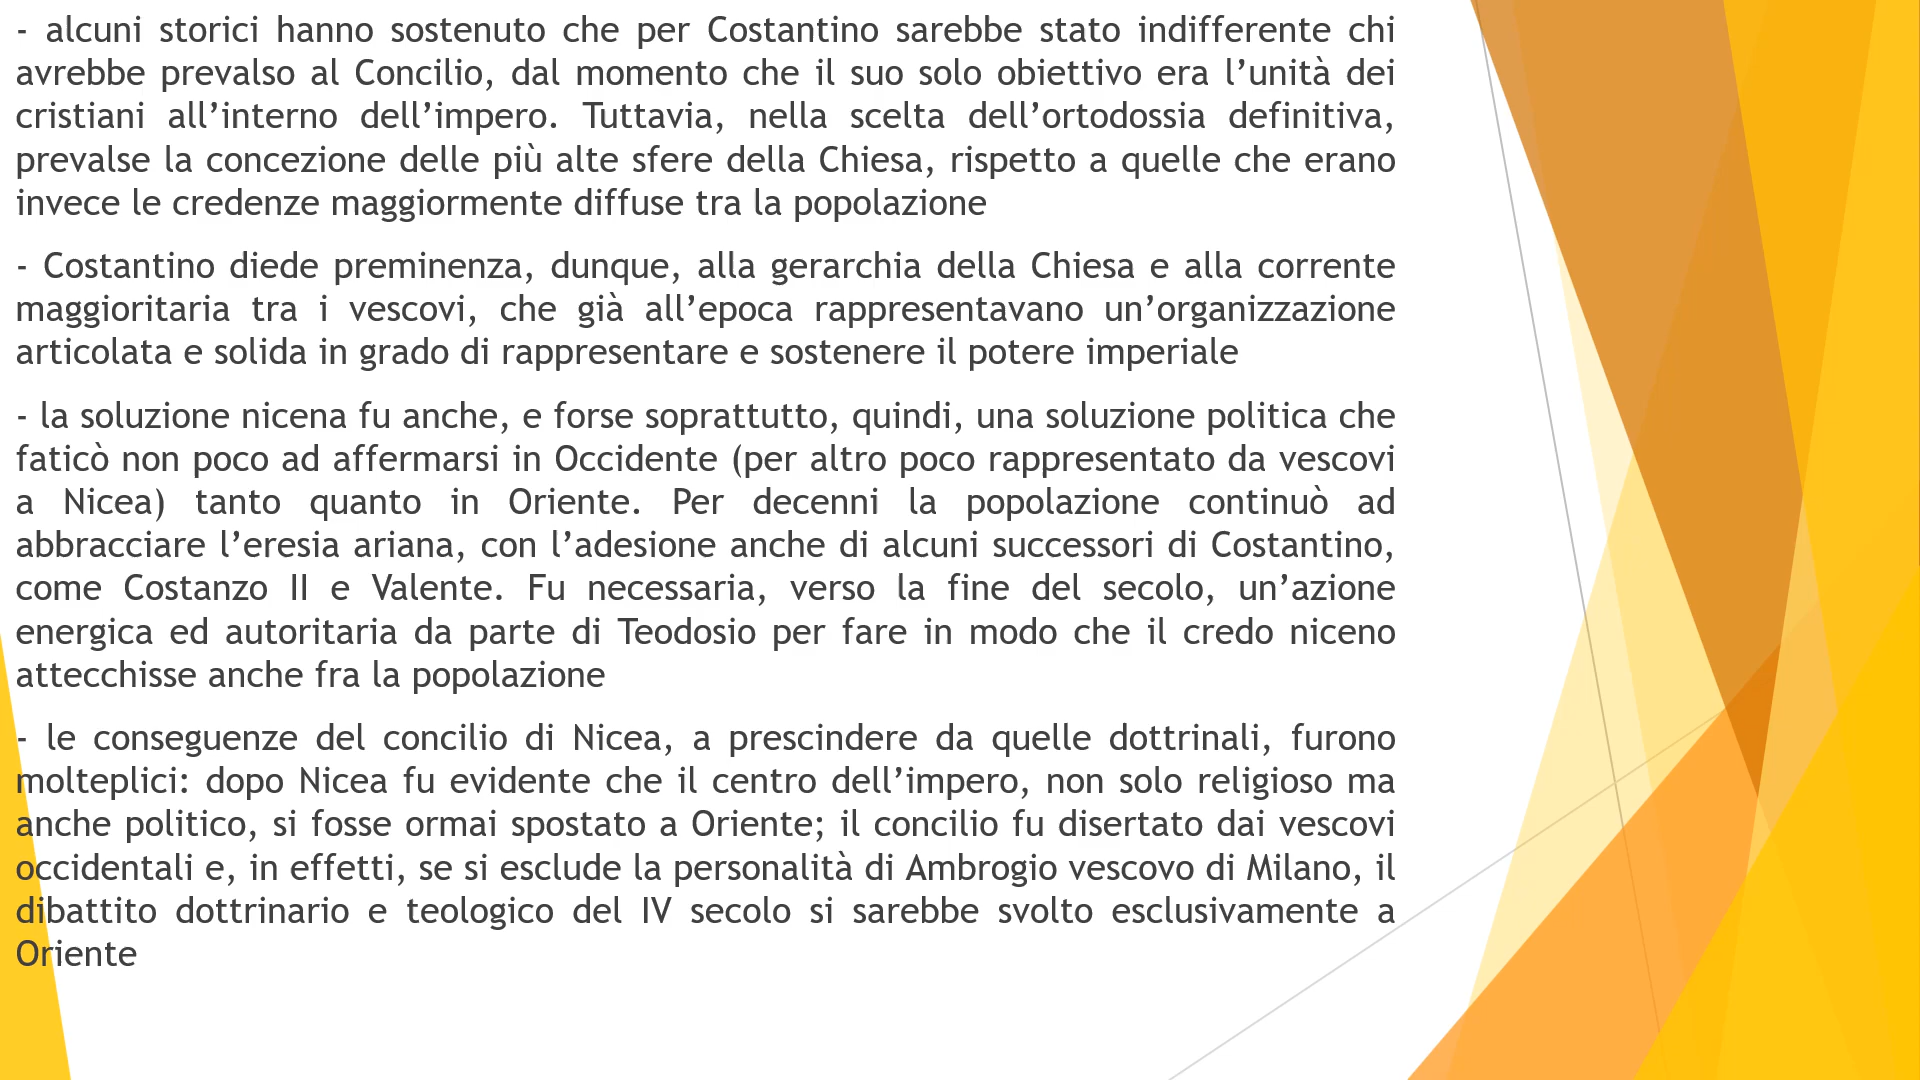 - alcuni storici hanno sostenuto che per Costantino sarebbe stato indifferente chi
avrebbe prevalso al Concilio, dal momento che il suo solo obiettivo era l’unità dei
cristiani all’interno dell’impero. Tuttavia, nella scelta dell’ortodossia definitiva,
prevalse la concezione delle più alte sfere della Chiesa, rispetto a quelle che erano
invece le credenze maggiormente diffuse tra la popolazione
- Costantino diede preminenza, dunque, alla gerarchia della Chiesa e alla corrente
maggioritaria tra i vescovi, che già all’epoca rappresentavano un’organizzazione
articolata e solida in grado di rappresentare e sostenere il potere imperiale
- la soluzione nicena fu anche, e forse soprattutto, quindi, una soluzione politica che
faticò non poco ad affermarsi in Occidente (per altro poco rappresentato da vescovi
a Nicea) tanto quanto in Oriente. Per decenni la popolazione continuò ad
abbracciare l’eresia ariana, con l’adesione anche di alcuni successori di Costantino,
come Costanzo II e Valente. Fu necessaria, verso la fine del secolo, un’azione
energica ed autoritaria da parte di Teodosio per fare in modo che il credo niceno
attecchisse anche fra la popolazione
- le conseguenze del concilio di Nicea, a prescindere da quelle dottrinali, furono
molteplici: dopo Nicea fu evidente che il centro dell’impero, non solo religioso ma
anche politico, si fosse ormai spostato a Oriente; il concilio fu disertato dai vescovi
occidentali e, in effetti, se si esclude la personalità di Ambrogio vescovo di Milano, il
dibattito dottrinario e teologico del IV secolo si sarebbe svolto esclusivamente a
Oriente